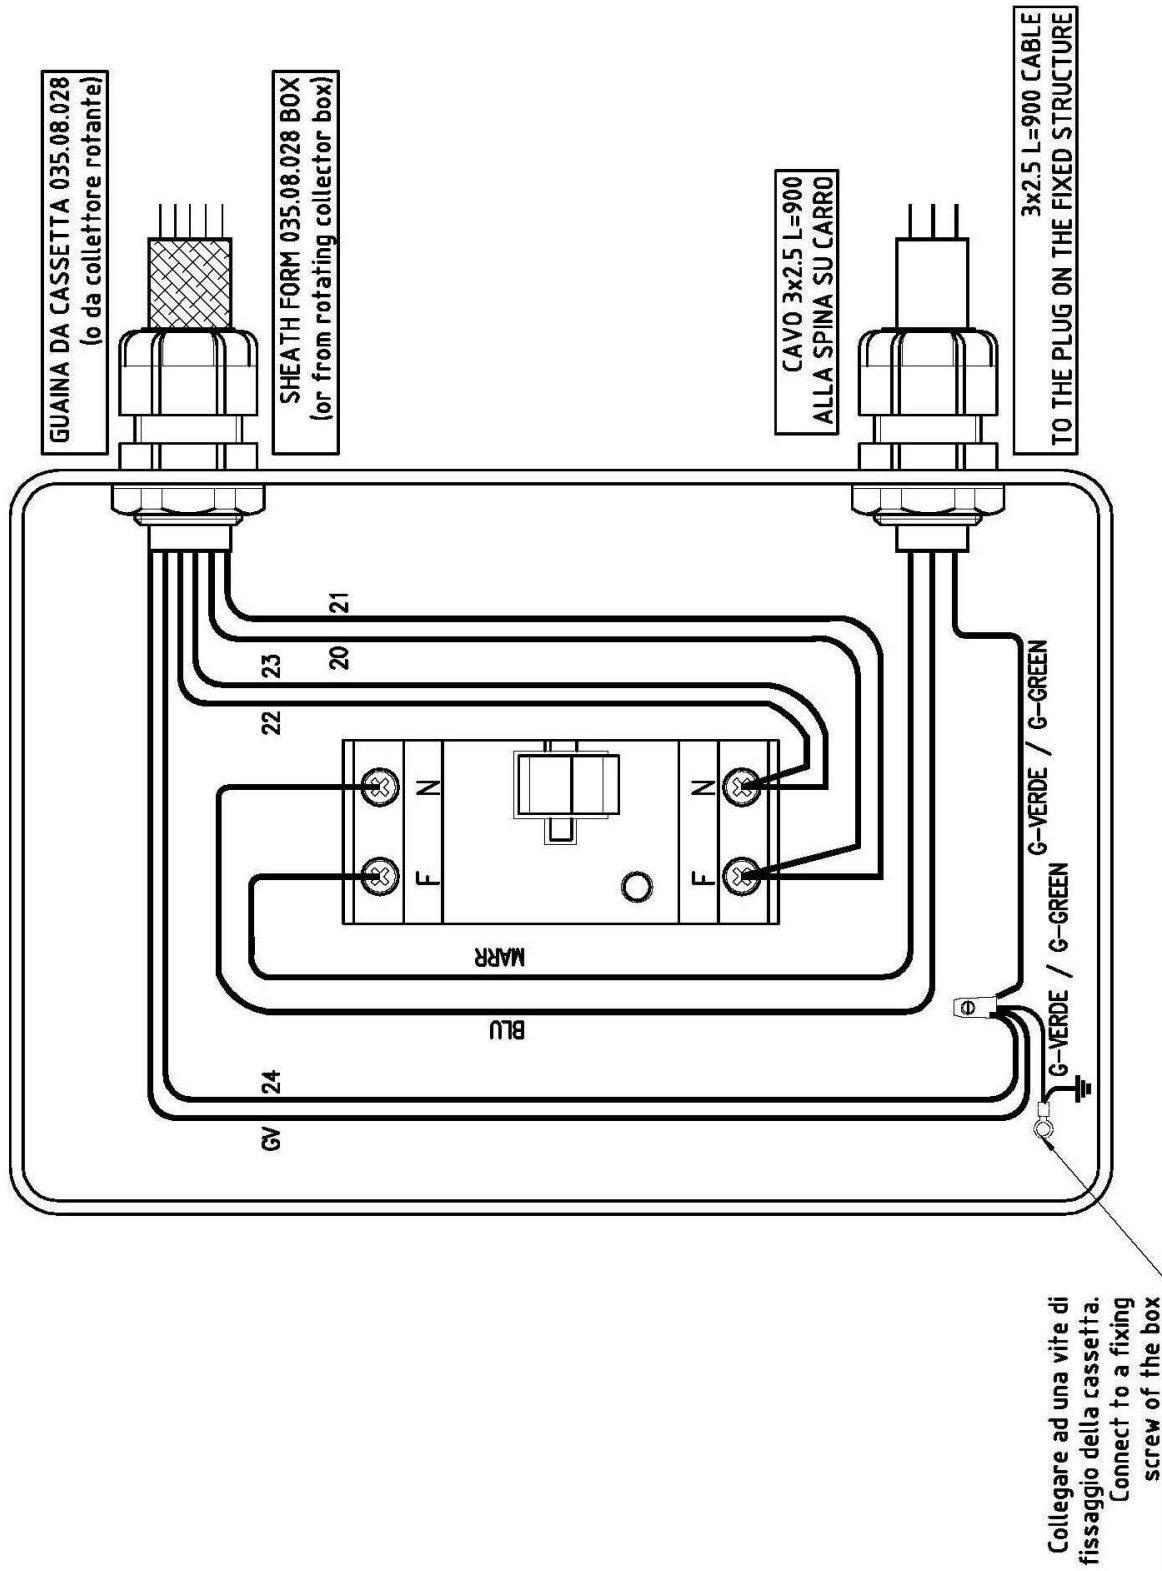 GUAINA DA CASSETTA 035.08.028
(o da collettore rotante)
SHEATH FORM 035.08.028 BOX
(or from rotating collector box)
CAVO 3x2.5 L=900
ALLA SPINA SU CARRO
3x2.5 L=900 CABLE
TO THE PLUG ON THE FIXED STRUCTURE
21
20
23
22
N
F
N
F
MARR
BLU
24
GV
G-VERDE / G-GREEN
G-VERDE / G-GREEN
Collegare ad una vite di
fissaggio della cassetta.
Connect to a fixing
screw of the box